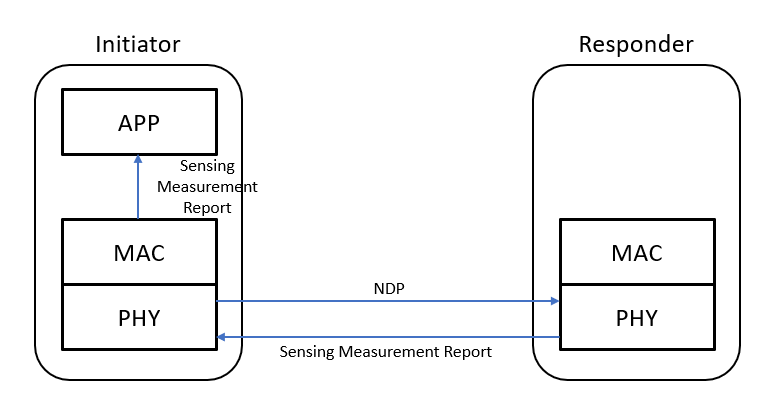 Initiator
Responder
APP
Sensing
Measurement
Report
MAC
MAC
NDP
PHY
PHY
Sensing Measurement Report